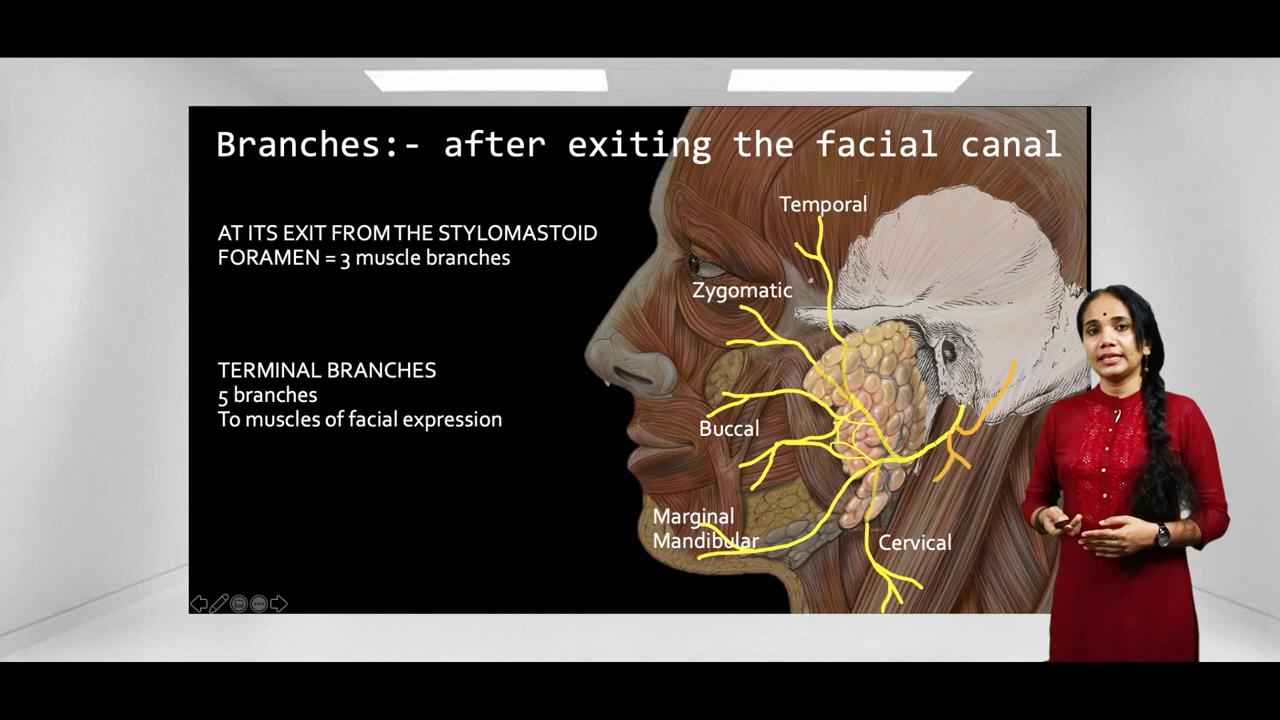 Branches:- after exiting the facial canal
AT ITS EXIT FROM THE STYLOMASTOID
FORAMEN = 3 muscle branches
TERMINAL BRANCHES
5 branches
To muscles of facial expression
Temporal
Zygomatic
Buccal
Marginal
Mandibular
Cervical